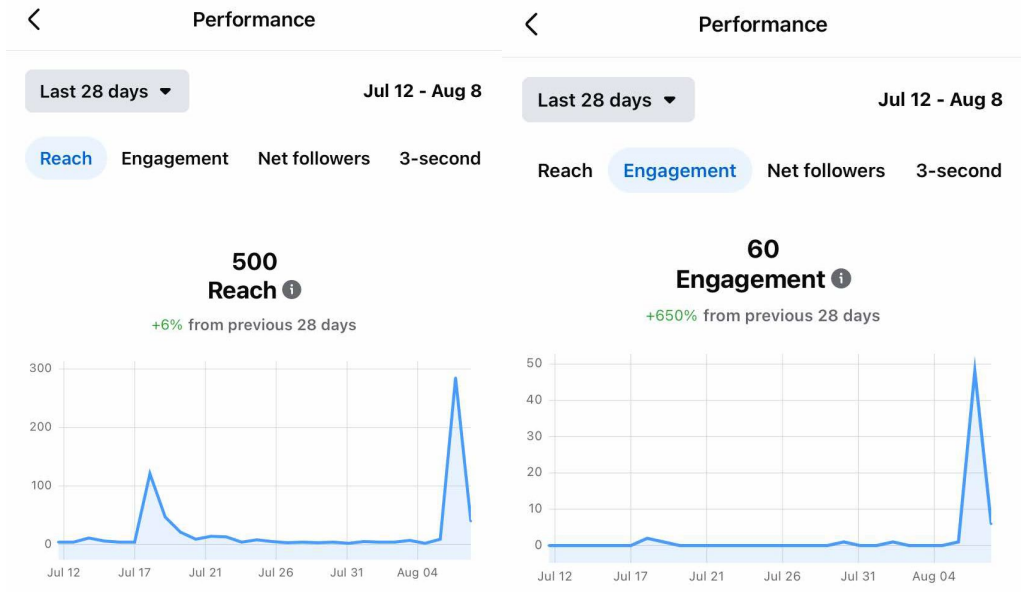 Performance
Last 28 days
Jul 12 - Aug 8
Reach Engagement Net followers 3-second
500
Reach
+6% from previous 28 days
300
200
100
0
Jul 12 Jul 17 Jul 21 Jul 26 Jul 31 Aug 04
Performance
Last 28 days
Jul 12 - Aug 8
Reach Engagement Net followers 3-second
60
Engagement
+650% from previous 28 days
50
40
30
20
10
0
Jul 12 Jul 17 Jul 21 Jul 26 Jul 31 Aug 04